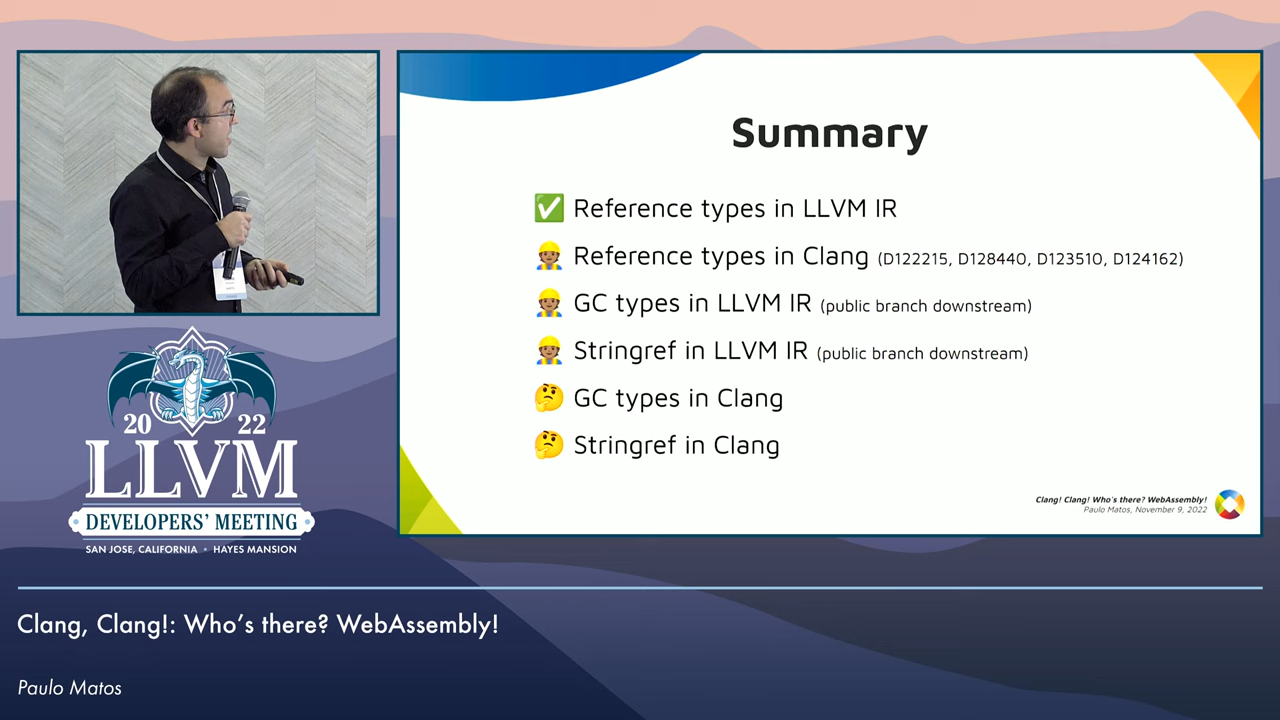 Summary
✅ Reference types in LLVM IR
👷🏽 Reference types in Clang (D122215, D128440, D123510, D124162)
👷🏽 GC types in LLVM IR (public branch downstream)
👷🏽 Stringref in LLVM IR (public branch downstream)
🤔 GC types in Clang
🤔 Stringref in Clang
Clang! Clang! Who's there? WebAssembly!
Paulo Matos, November 9, 2022
20 22
LLVM
DEVELOPERS' MEETING
SAN JOSE, CALIFORNIA • HAYES MANSION
Clang, Clang!: Who's there? WebAssembly!
Paulo Matos